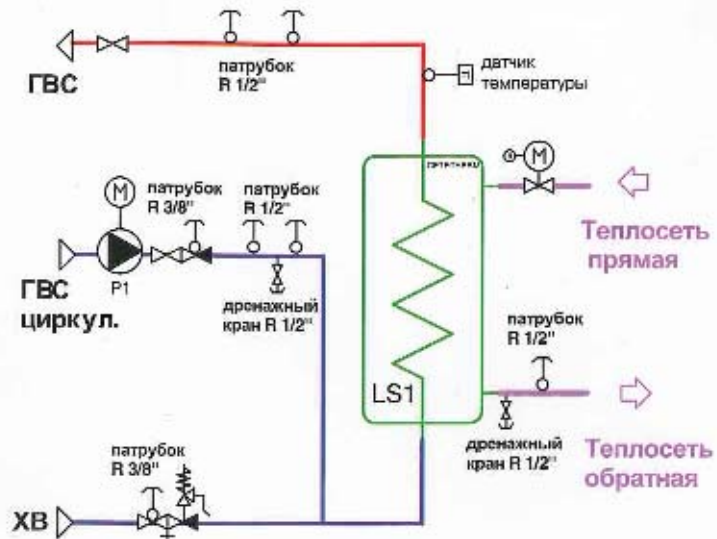 ГВС
патрубок
R 1/2"
датчик
температуры
M
Теплосеть
прямая
M
патрубок
R 3/8"
патрубок
R 1/2"
P1
ГВС
циркул.
дренажный
кран R 1/2"
LS1
патрубок
R 1/2"
дренажный
кран R 1/2"
Теплосеть
обратная
патрубок
R 3/8"
ХВ